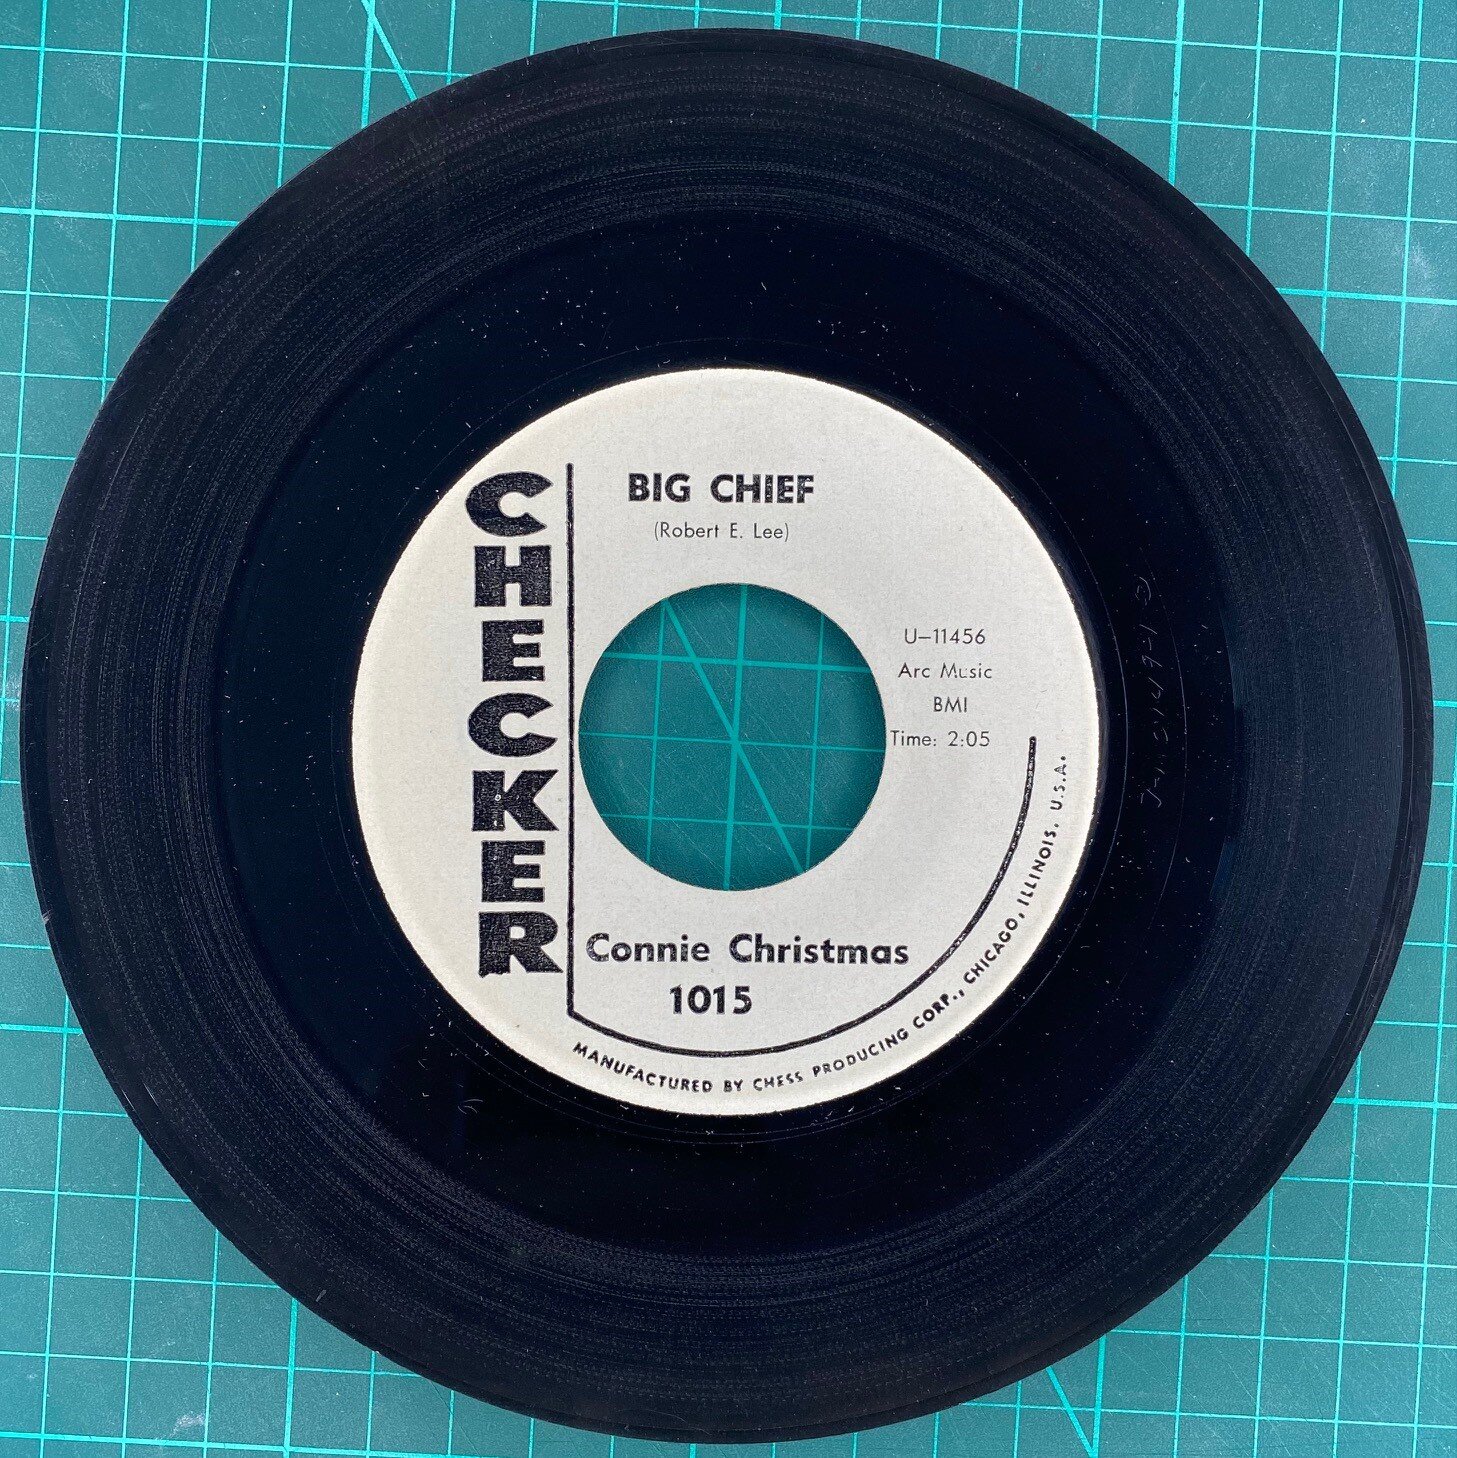 CHECKER
BIG CHIEF
(Robert E. Lee)
U–11456
Arc Music
BMI
Time: 2:05
Connie Christmas
1015
MANUFACTURED BY CHESS PRODUCING CORP., CHICAGO, ILLINOIS, U.S.A.